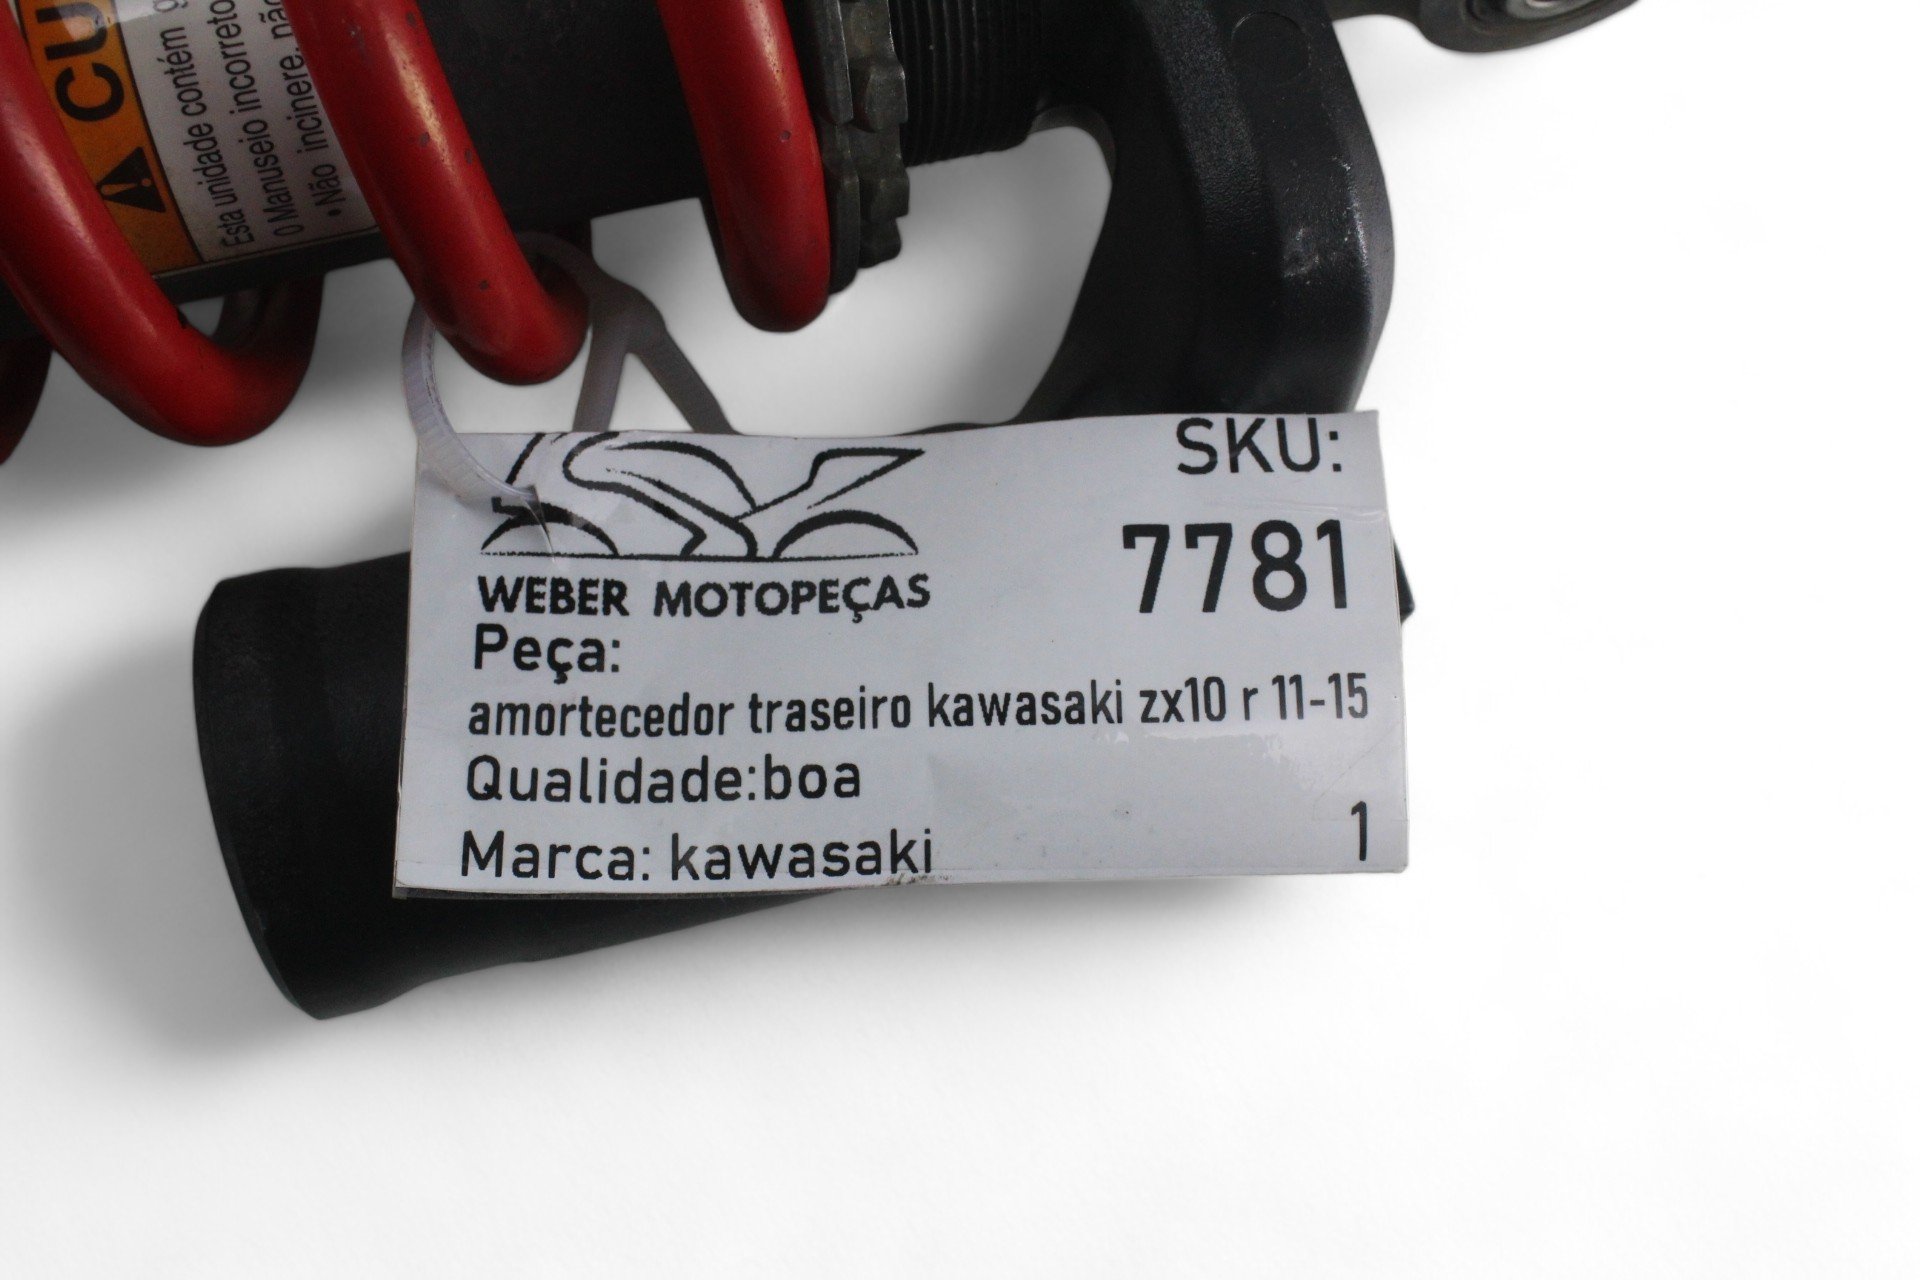 CU
Esta unidade contém g
O Manuseio incorreto
• Não incinere, não
SKU:
7781
WEBER MOTOPEÇAS
Peça:
amortecedor traseiro kawasaki zx10 r 11-15
Qualidade:boa
Marca: kawasaki
1